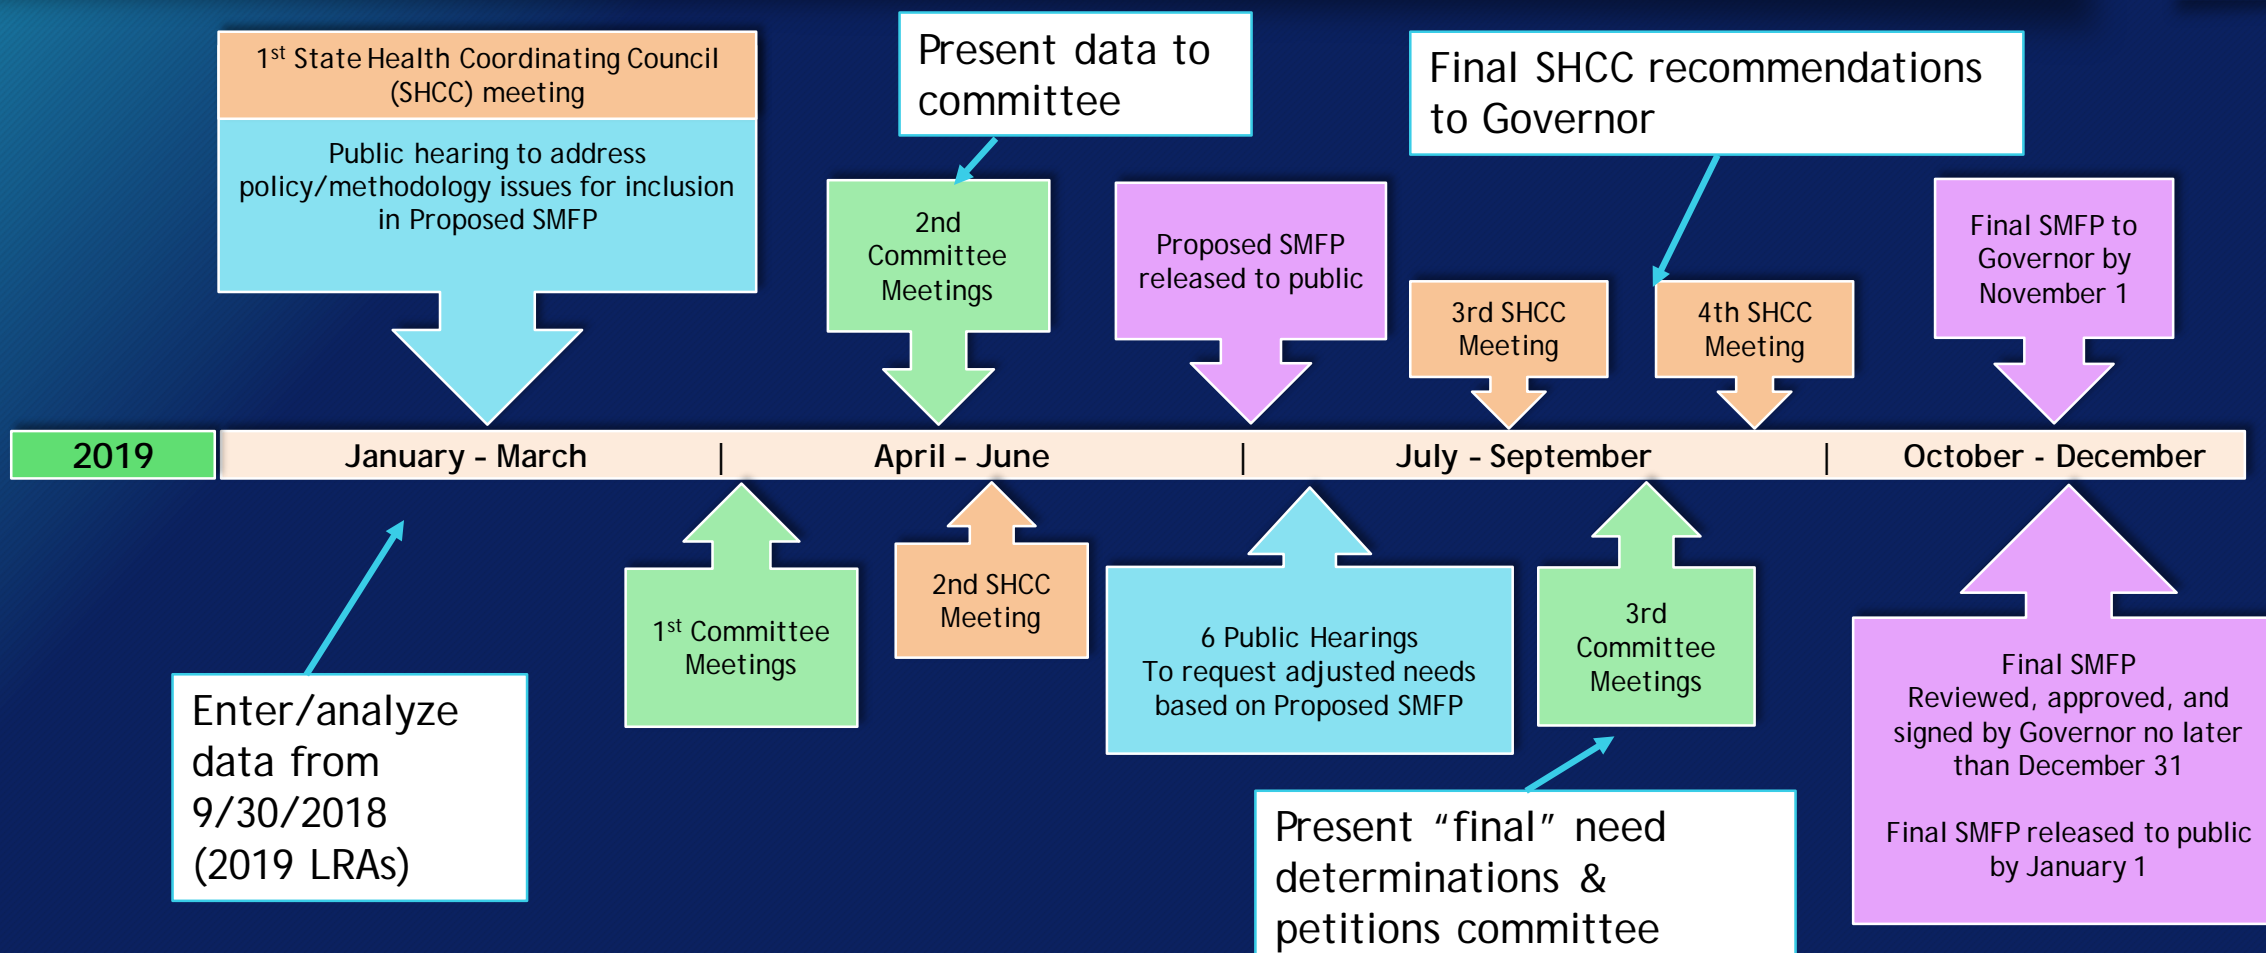 1st State Health Coordinating Council
(SHCC) meeting
Public hearing to address
policy/methodology issues for inclusion
in Proposed SMFP
Present data to
committee
2nd
Committee
Meetings
Proposed SMFP
released to public
Final SHCC recommendations
to Governor
3rd SHCC
Meeting
4th SHCC
Meeting
Final SMFP to
Governor by
November 1
2019
January - March | April - June | July - September | October - December
Enter/analyze
data from
9/30/2018
(2019 LRAs)
1st Committee
Meetings
2nd SHCC
Meeting
6 Public Hearings
To request adjusted needs
based on Proposed SMFP
3rd
Committee
Meetings
Present “final” need
determinations &
petitions committee
Final SMFP
Reviewed, approved, and
signed by Governor no later
than December 31
Final SMFP released to public
by January 1